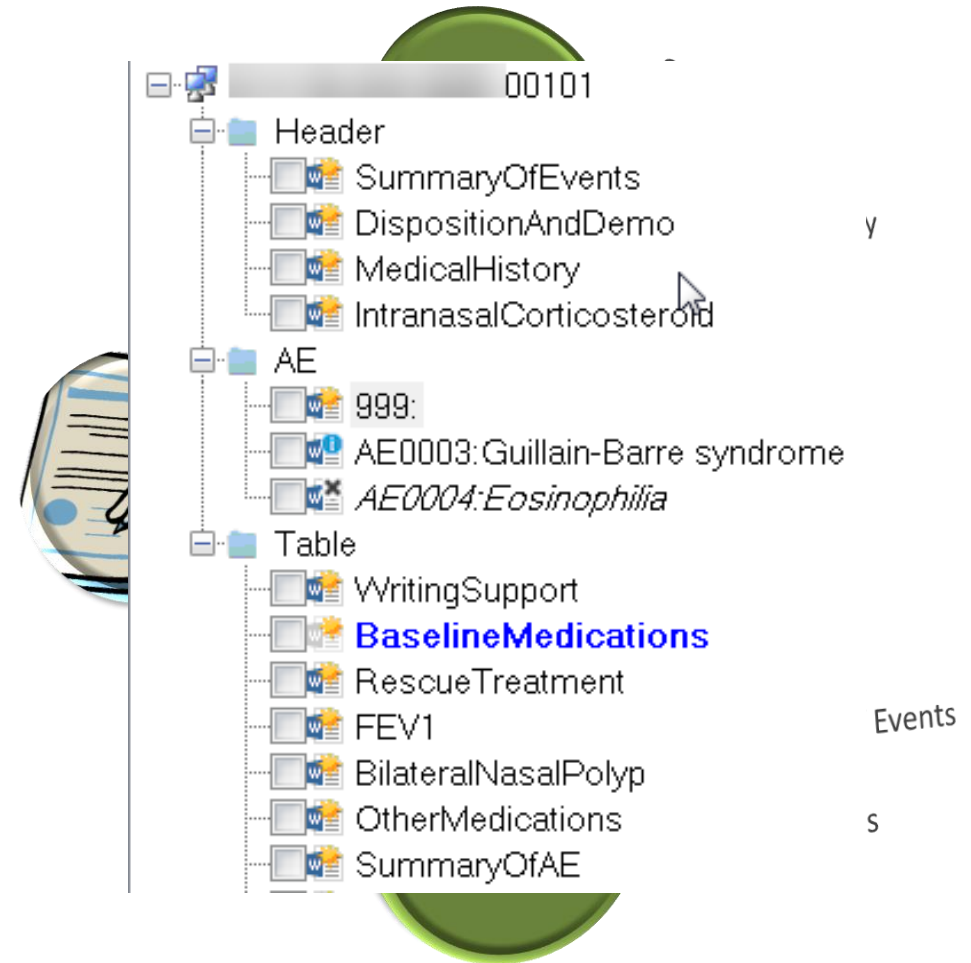 00101
Header
SummaryOfEvents
DispositionAndDemo
y
MedicalHistory
IntranasalCorticosteroid
AE
999:
AE0003:Guillain-Barre syndrome
AE0004:Eosinophilia
Table
WritingSupport
BaselineMedications
RescueTreatment
FEV1
Events
BilateralNasalPolyp
OtherMedications
s
SummaryOfAE